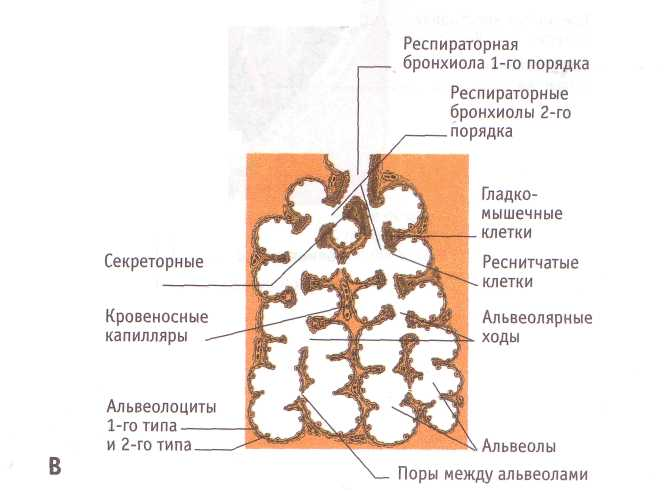 Респираторная
бронхиола 1-го порядка
Респираторные
бронхиолы 2-го
порядка
Гладко-
мышечные
клетки
Секреторные
Реснитчатые
клетки
Кровеносные
капилляры
Альвеолярные
ходы
Альвеолоциты
1-го типа
и 2-го типа
Альвеолы
В
Поры между альвеолами